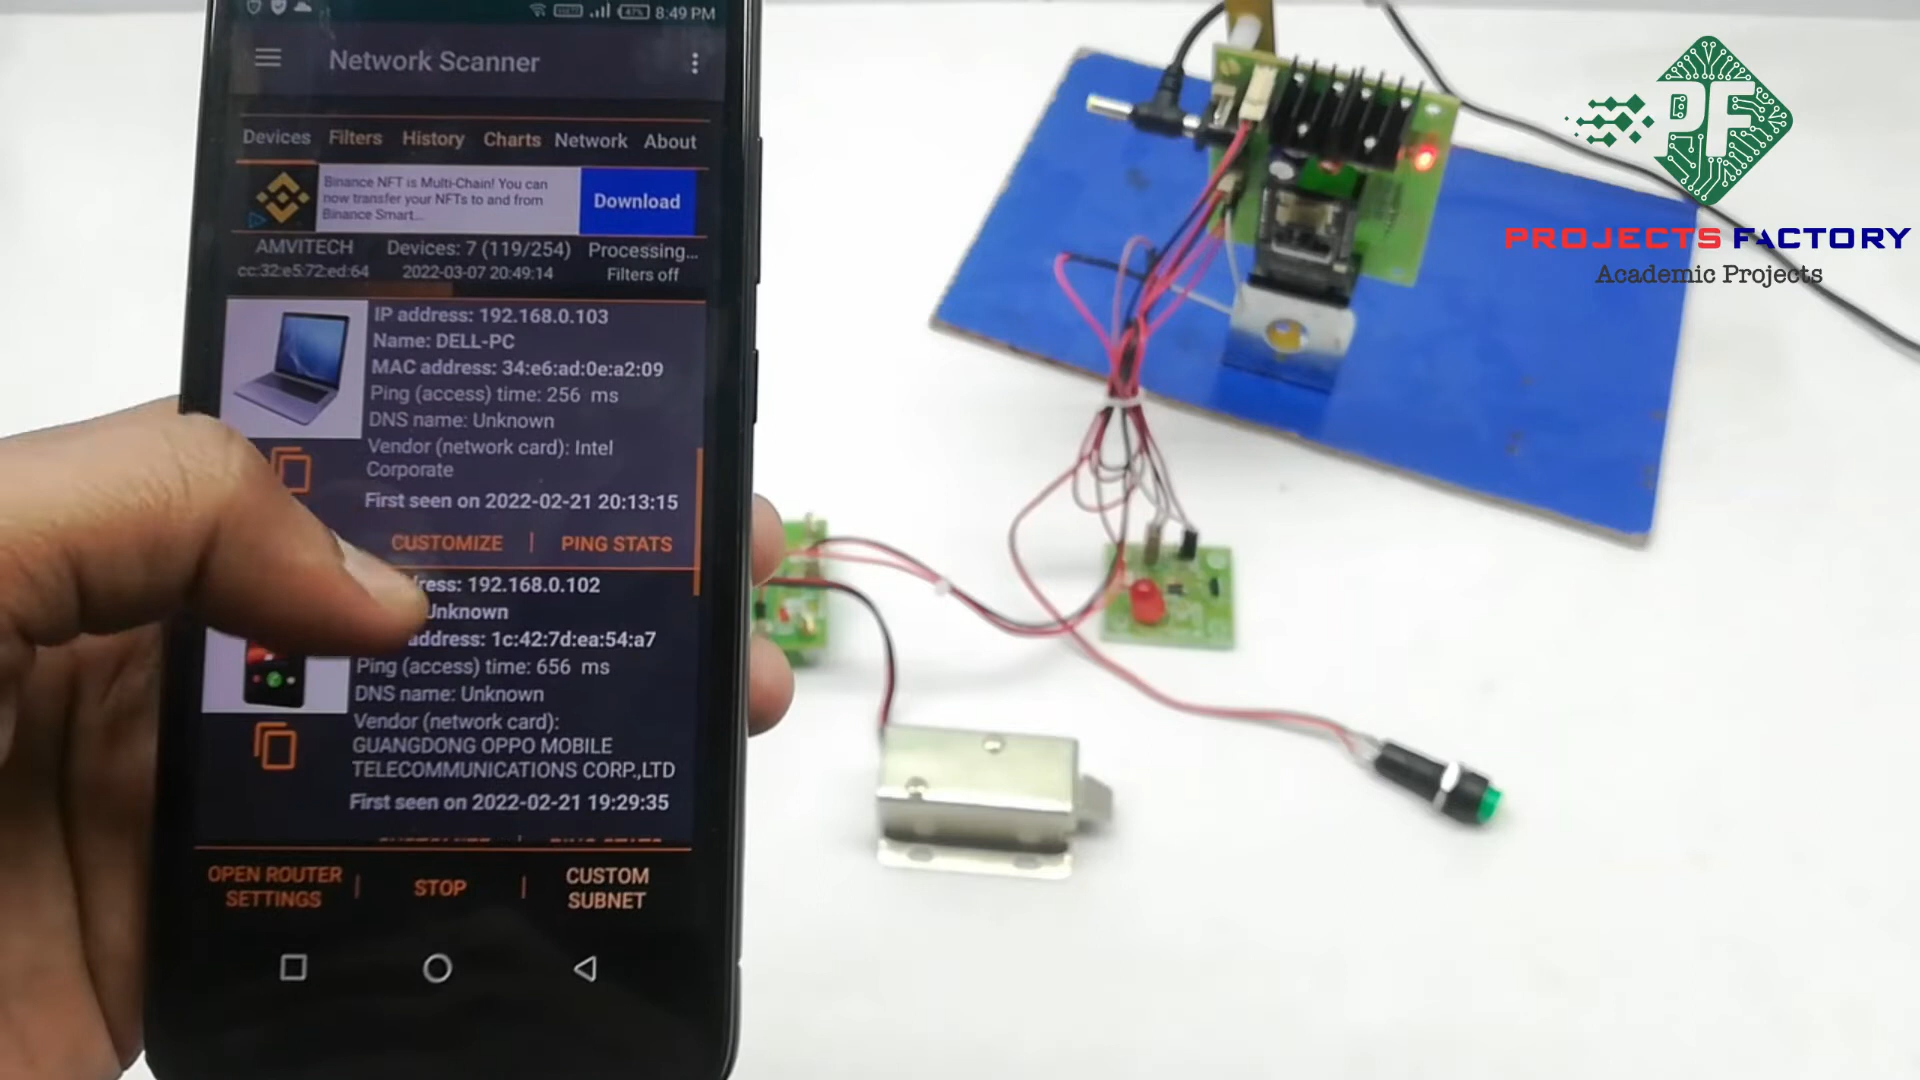 8:49 PM
47%
Network Scanner
Devices Filters History Charts Network About
Binance NFT is Multi-Chain! You can
now transfer your NFTs to and from
Binance Smart...
Download
AMVITECH Devices: 7 (119/254) Processing...
cc:32:e5:72:ed:64 2022-03-07 20:49:14 Filters off
IP address: 192.168.0.103
Name: DELL-PC
MAC address: 34:e6:ad:0e:a2:09
Ping (access) time: 256 ms
DNS name: Unknown
Vendor (network card): Intel
Corporate
First seen on 2022-02-21 20:13:15
CUSTOMIZE | PING STATS
ress: 192.168.0.102
Unknown
address: 1c:42:7d:ea:54:a7
Ping (access) time: 656 ms
DNS name: Unknown
Vendor (network card):
GUANGDONG OPPO MOBILE
TELECOMMUNICATIONS CORP.,LTD
First seen on 2022-02-21 19:29:35
OPEN ROUTER
SETTINGS | STOP | CUSTOM
SUBNET
PF
PROJECTS FACTORY
Academic Projects